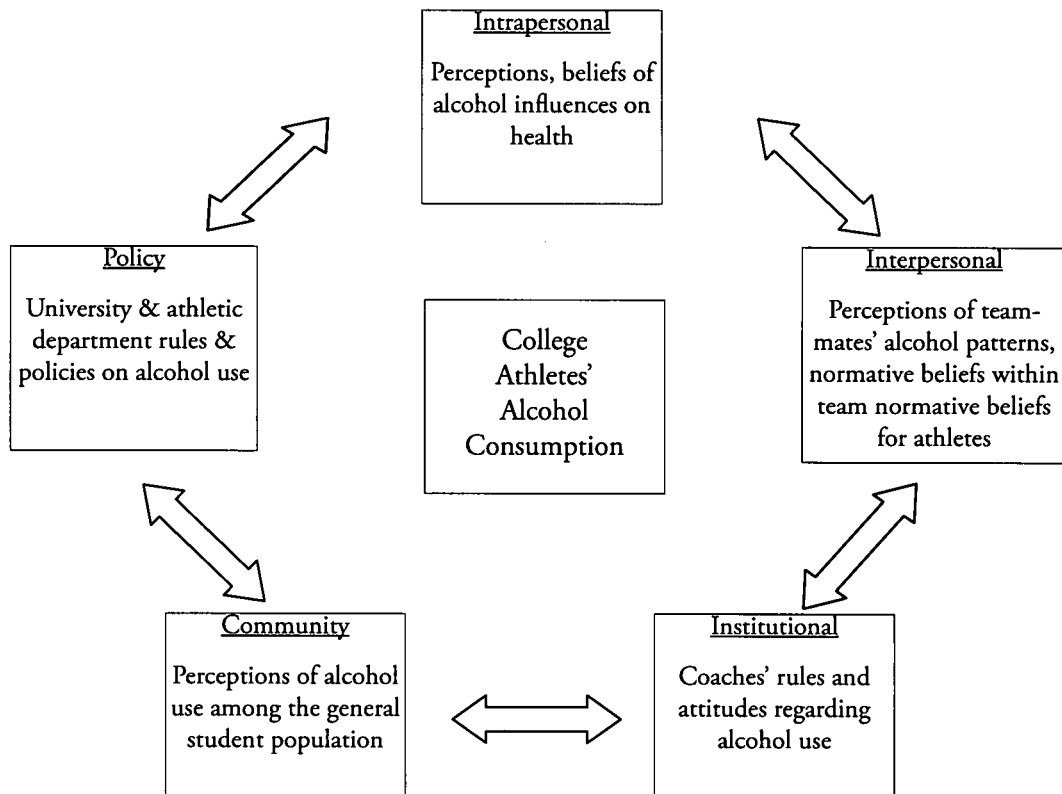 Intrapersonal
Perceptions, beliefs of
alcohol influences on
health
Policy
University & athletic
department rules &
policies on alcohol use
College
Athletes’
Alcohol
Consumption
Interpersonal
Perceptions of team-
mates’ alcohol patterns,
normative beliefs within
team normative beliefs
for athletes
Community
Perceptions of alcohol
use among the general
student population
Institutional
Coaches’ rules and
attitudes regarding
alcohol use